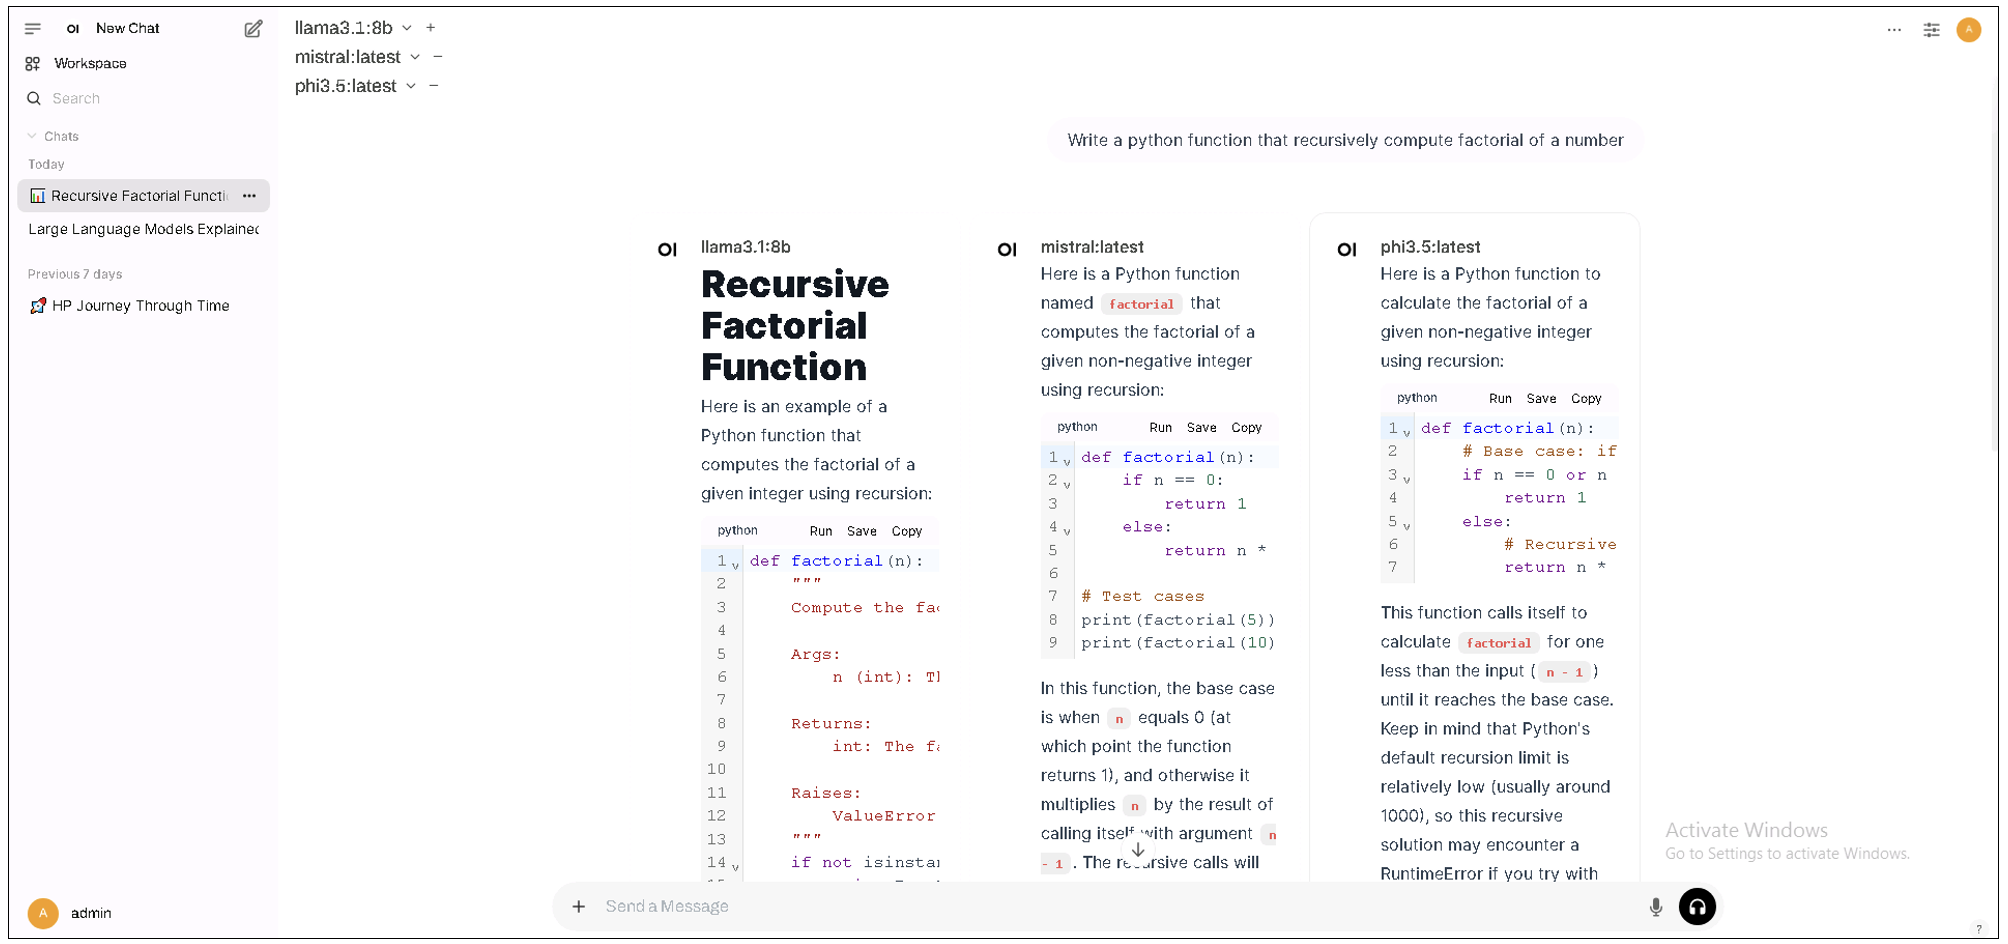 OI New Chat
Workspace
Search
Chats
Today
Recursive Factorial Functi
Large Language Models Explained
Previous 7 days
HP Journey Through Time
A admin
llama3.1:8b
mistral:latest
phi3.5:latest
A
Write a python function that recursively compute factorial of a number
OI llama3.1:8b
Recursive
Factorial
Function
Here is an example of a
Python function that
computes the factorial of a
given integer using recursion:
python Run Save Copy
1 def factorial(n):
2 """
3 Compute the fac
4
5 Args:
6 n (int): Th
7
8 Returns:
9 int: The fa
10
11 Raises:
12 ValueError
13 """
14 if not isinstan
OI mistral:latest
Here is a Python function
named factorial that
computes the factorial of a
given non-negative integer
using recursion:
python Run Save Copy
1 def factorial(n):
2 if n == 0:
3 return 1
4 else:
5 return n *
6
7 # Test cases
8 print(factorial(5))
9 print(factorial(10)
In this function, the base case
is when n equals 0 (at
which point the function
returns 1), and otherwise it
multiplies n by the result of
calling itself with argument n
- 1. The recursive calls will
OI phi3.5:latest
Here is a Python function to
calculate the factorial of a
given non-negative integer
using recursion:
python Run Save Copy
1 def factorial(n):
2 # Base case: if
3 if n == 0 or n
4 return 1
5 else:
6 # Recursive
7 return n *
This function calls itself to
calculate factorial for one
less than the input (n - 1)
until it reaches the base case.
Keep in mind that Python's
default recursion limit is
relatively low (usually around
1000), so this recursive
solution may encounter a
RuntimeError if you try with
Activate Windows
Go to Settings to activate Windows.
Send a Message
?